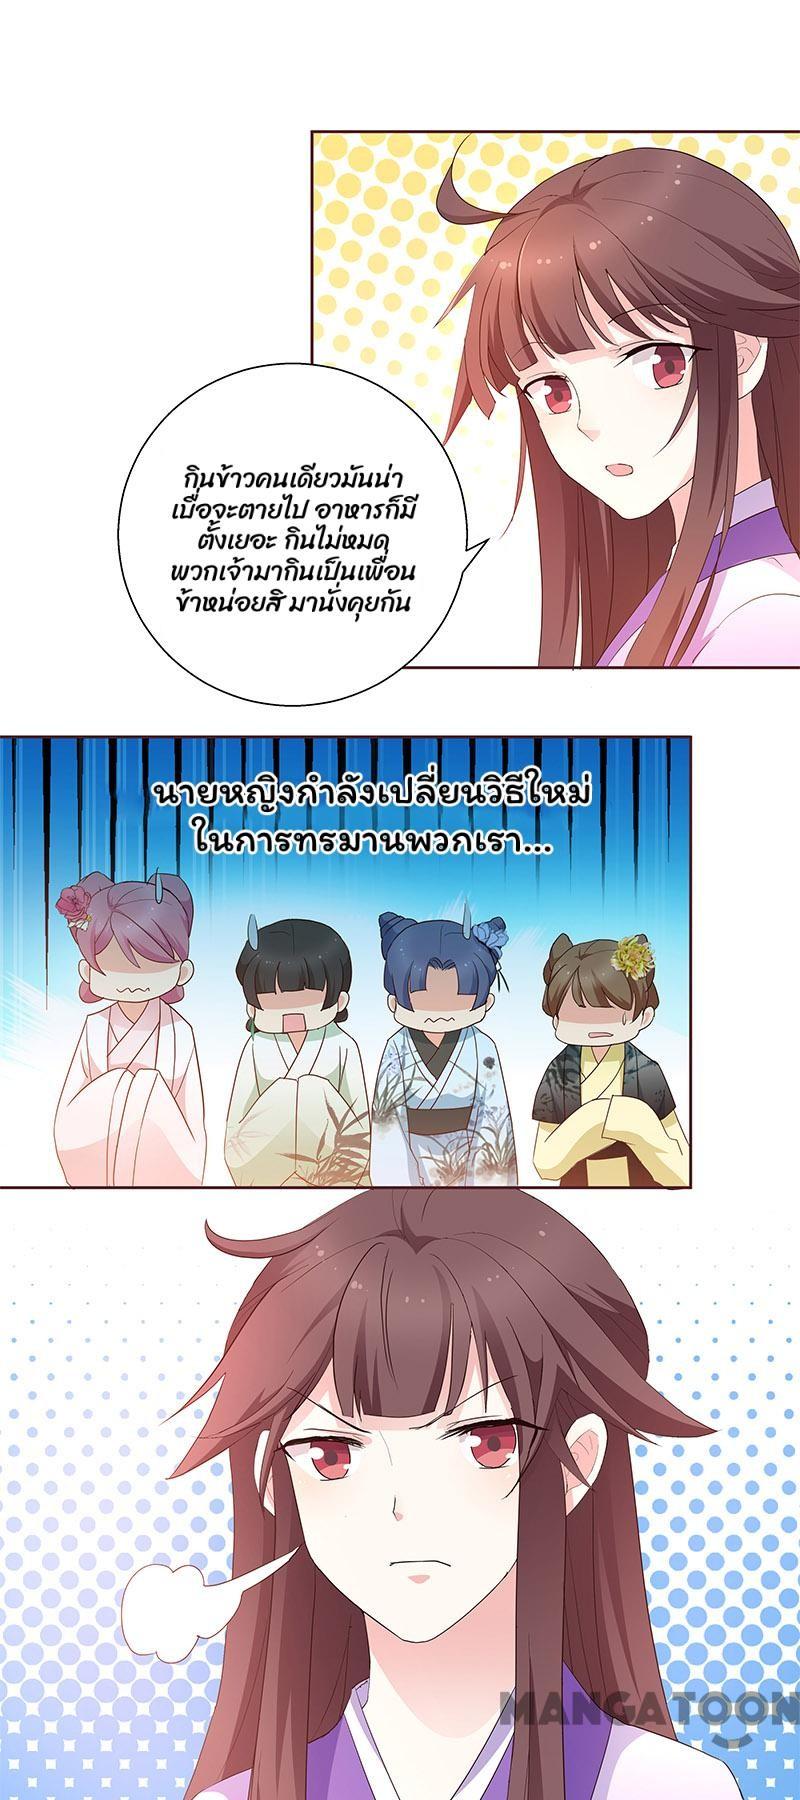 กินข้าวคนเดียวมันน่า
เบื่อจะตายไป อาหารก็มี
ตั้งเยอะ กินไม่หมด
พวกเจ้ามากินเป็นเพื่อน
ข้าหน่อยสิ มานั่งคุยกัน
นายหญิงกำลังเปลี่ยนวิธีใหม่
ในการทรมานพวกเรา...
MANGATOON